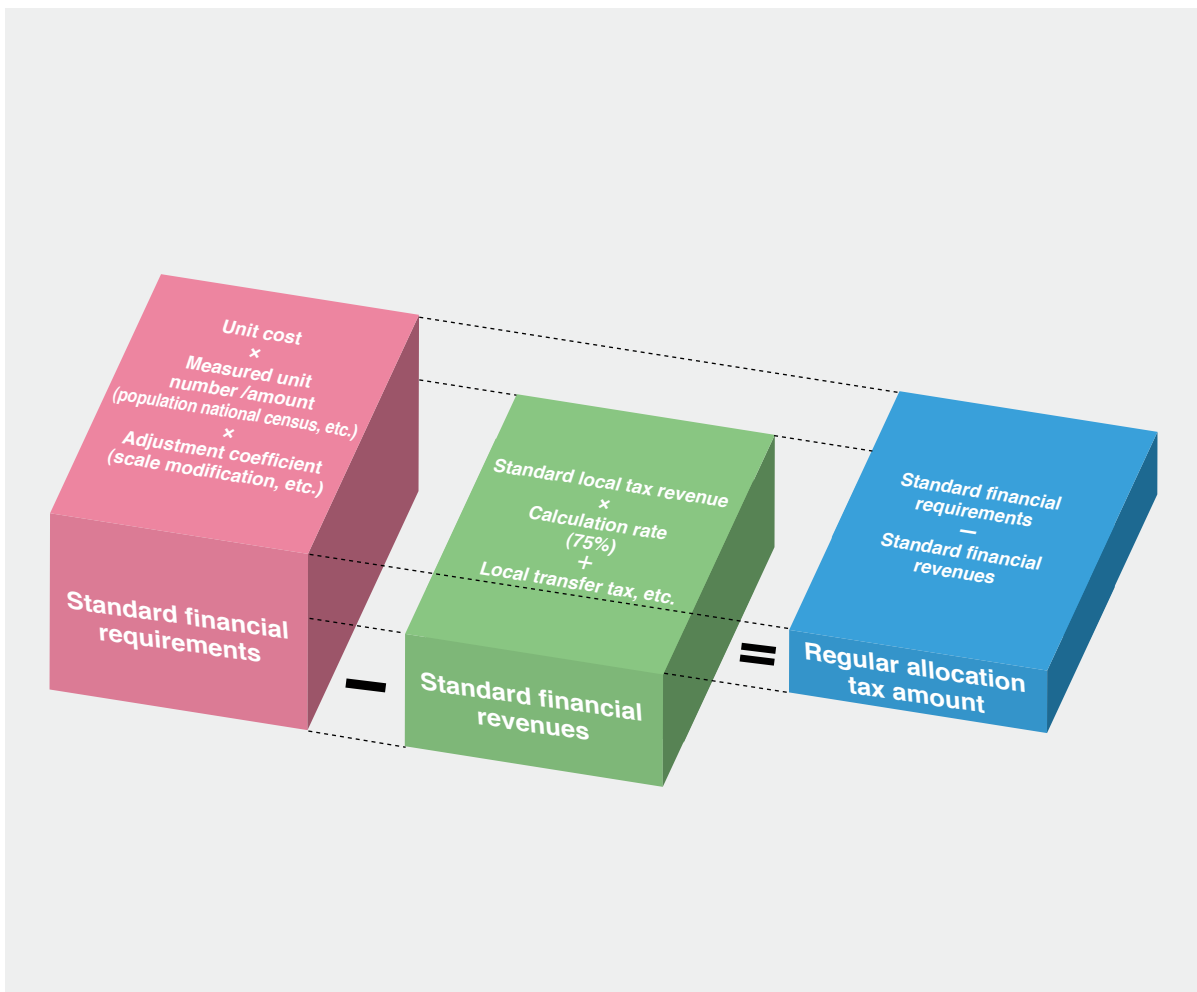 Unit cost
×
Measured unit
number /amount
(population national census, etc.)
×
Adjustment coefficient
(scale modification, etc.)
Standard financial
requirements
−
Standard local tax revenue
×
Calculation rate
(75%)
+
Local transfer tax, etc.
Standard financial
revenues
=
Standard financial
requirements
−
Standard financial
revenues
Regular allocation
tax amount